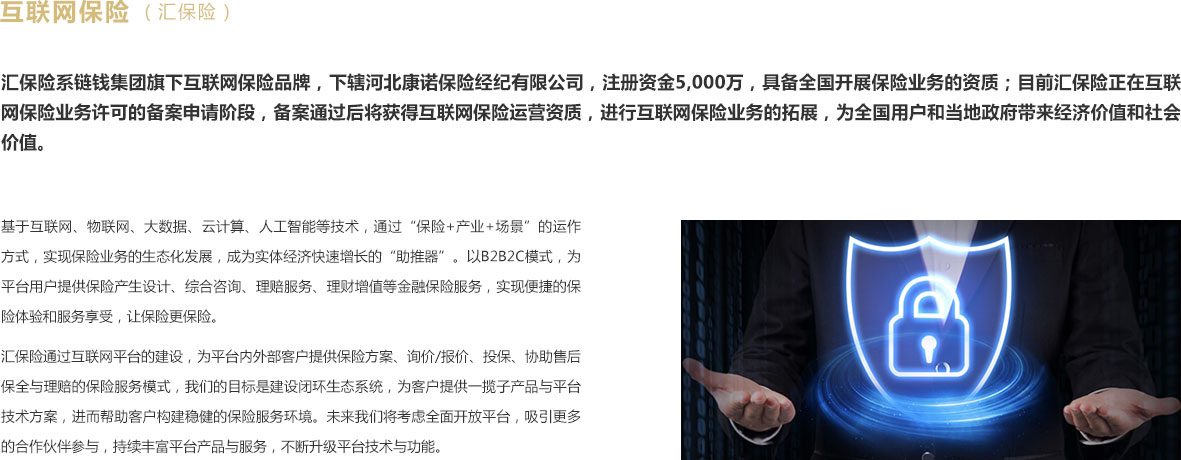 互联网保险（汇保险）
汇保险系链钱集团旗下互联网保险品牌，下辖河北康诺保险经纪有限公司，注册资金5,000万，具备全国开展保险业务的资质；目前汇保险正在互联
网保险业务许可的备案申请阶段，备案通过后将获得互联网保险运营资质，进行互联网保险业务的拓展，为全国用户和当地政府带来经济价值和社会
价值。
基于互联网、物联网、大数据、云计算、人工智能等技术，通过“保险+产业+场景”的运作
方式，实现保险业务的生态化发展，成为实体经济快速增长的“助推器”。以B2B2C模式，为
平台用户提供保险产生设计、综合咨询、理赔服务、理财增值等金融保险服务，实现便捷的保
险体验和服务享受，让保险更保险。
汇保险通过互联网平台的建设，为平台内外部客户提供保险方案、询价/报价、投保、协助售后
保全与理赔的保险服务模式，我们的目标是建设闭环生态系统，为客户提供一揽子产品与平台
技术方案，进而帮助客户构建稳健的保险服务环境。未来我们将考虑全面开放平台，吸引更多
的合作伙伴参与，持续丰富平台产品与服务，不断升级平台技术与功能。